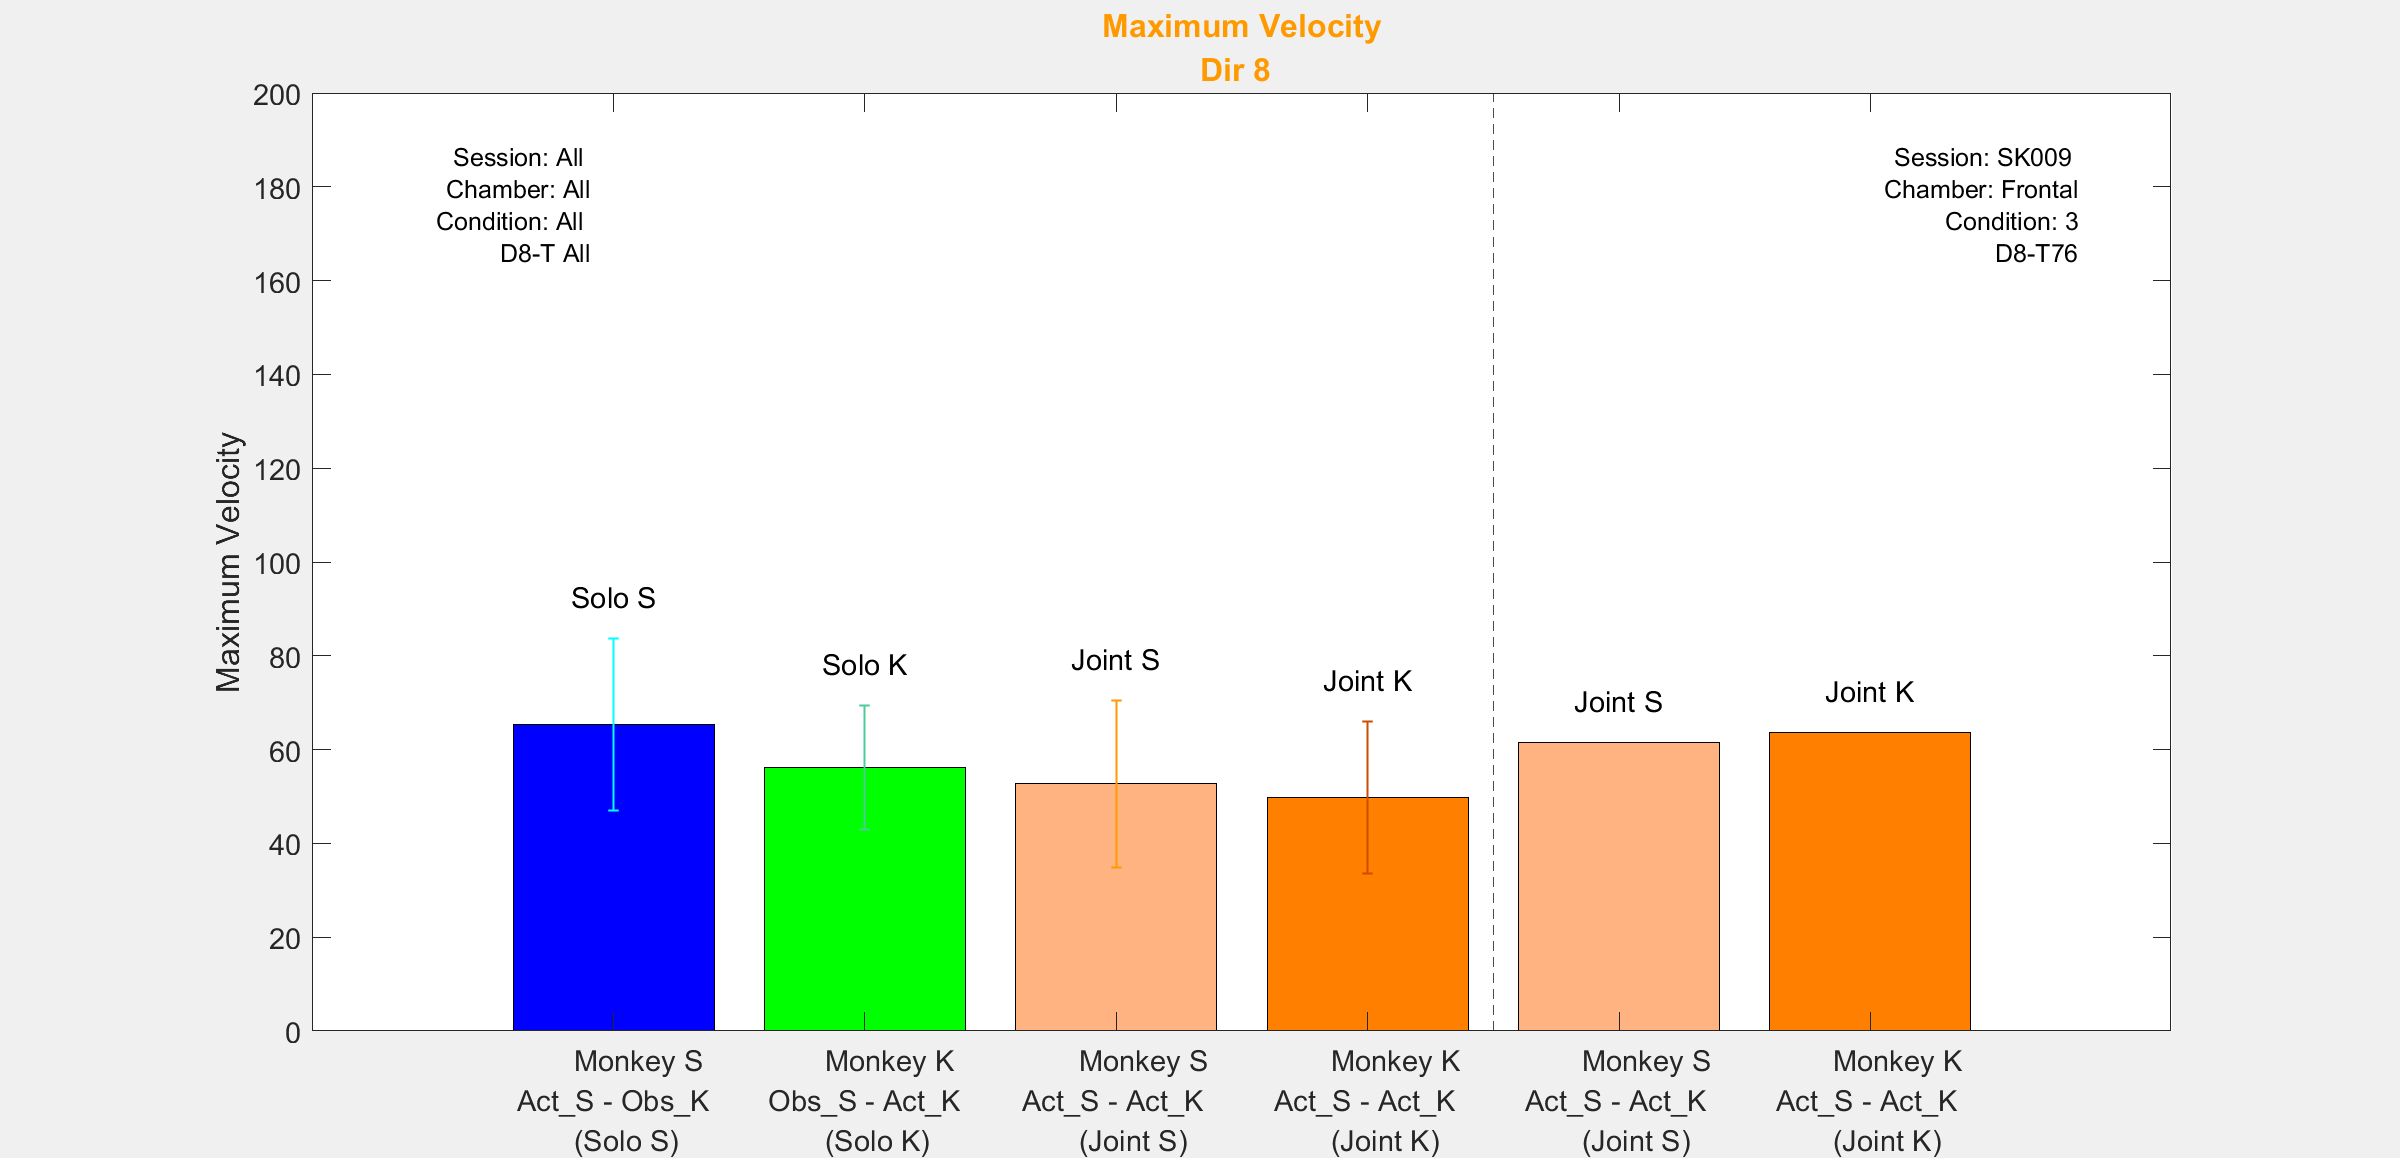 Maximum Velocity
Dir 8
Session: All
Chamber: All
Condition: All
D8-T All
Session: SK009
Chamber: Frontal
Condition: 3
D8-T76
Maximum Velocity
200
180
160
140
120
100
80
60
40
20
0
Solo S
Solo K
Joint S
Joint K
Joint S
Joint K
Monkey S
Act_S - Obs_K
(Solo S)
Monkey K
Obs_S - Act_K
(Solo K)
Monkey S
Act_S - Act_K
(Joint S)
Monkey K
Act_S - Act_K
(Joint K)
Monkey S
Act_S - Act_K
(Joint S)
Monkey K
Act_S - Act_K
(Joint K)